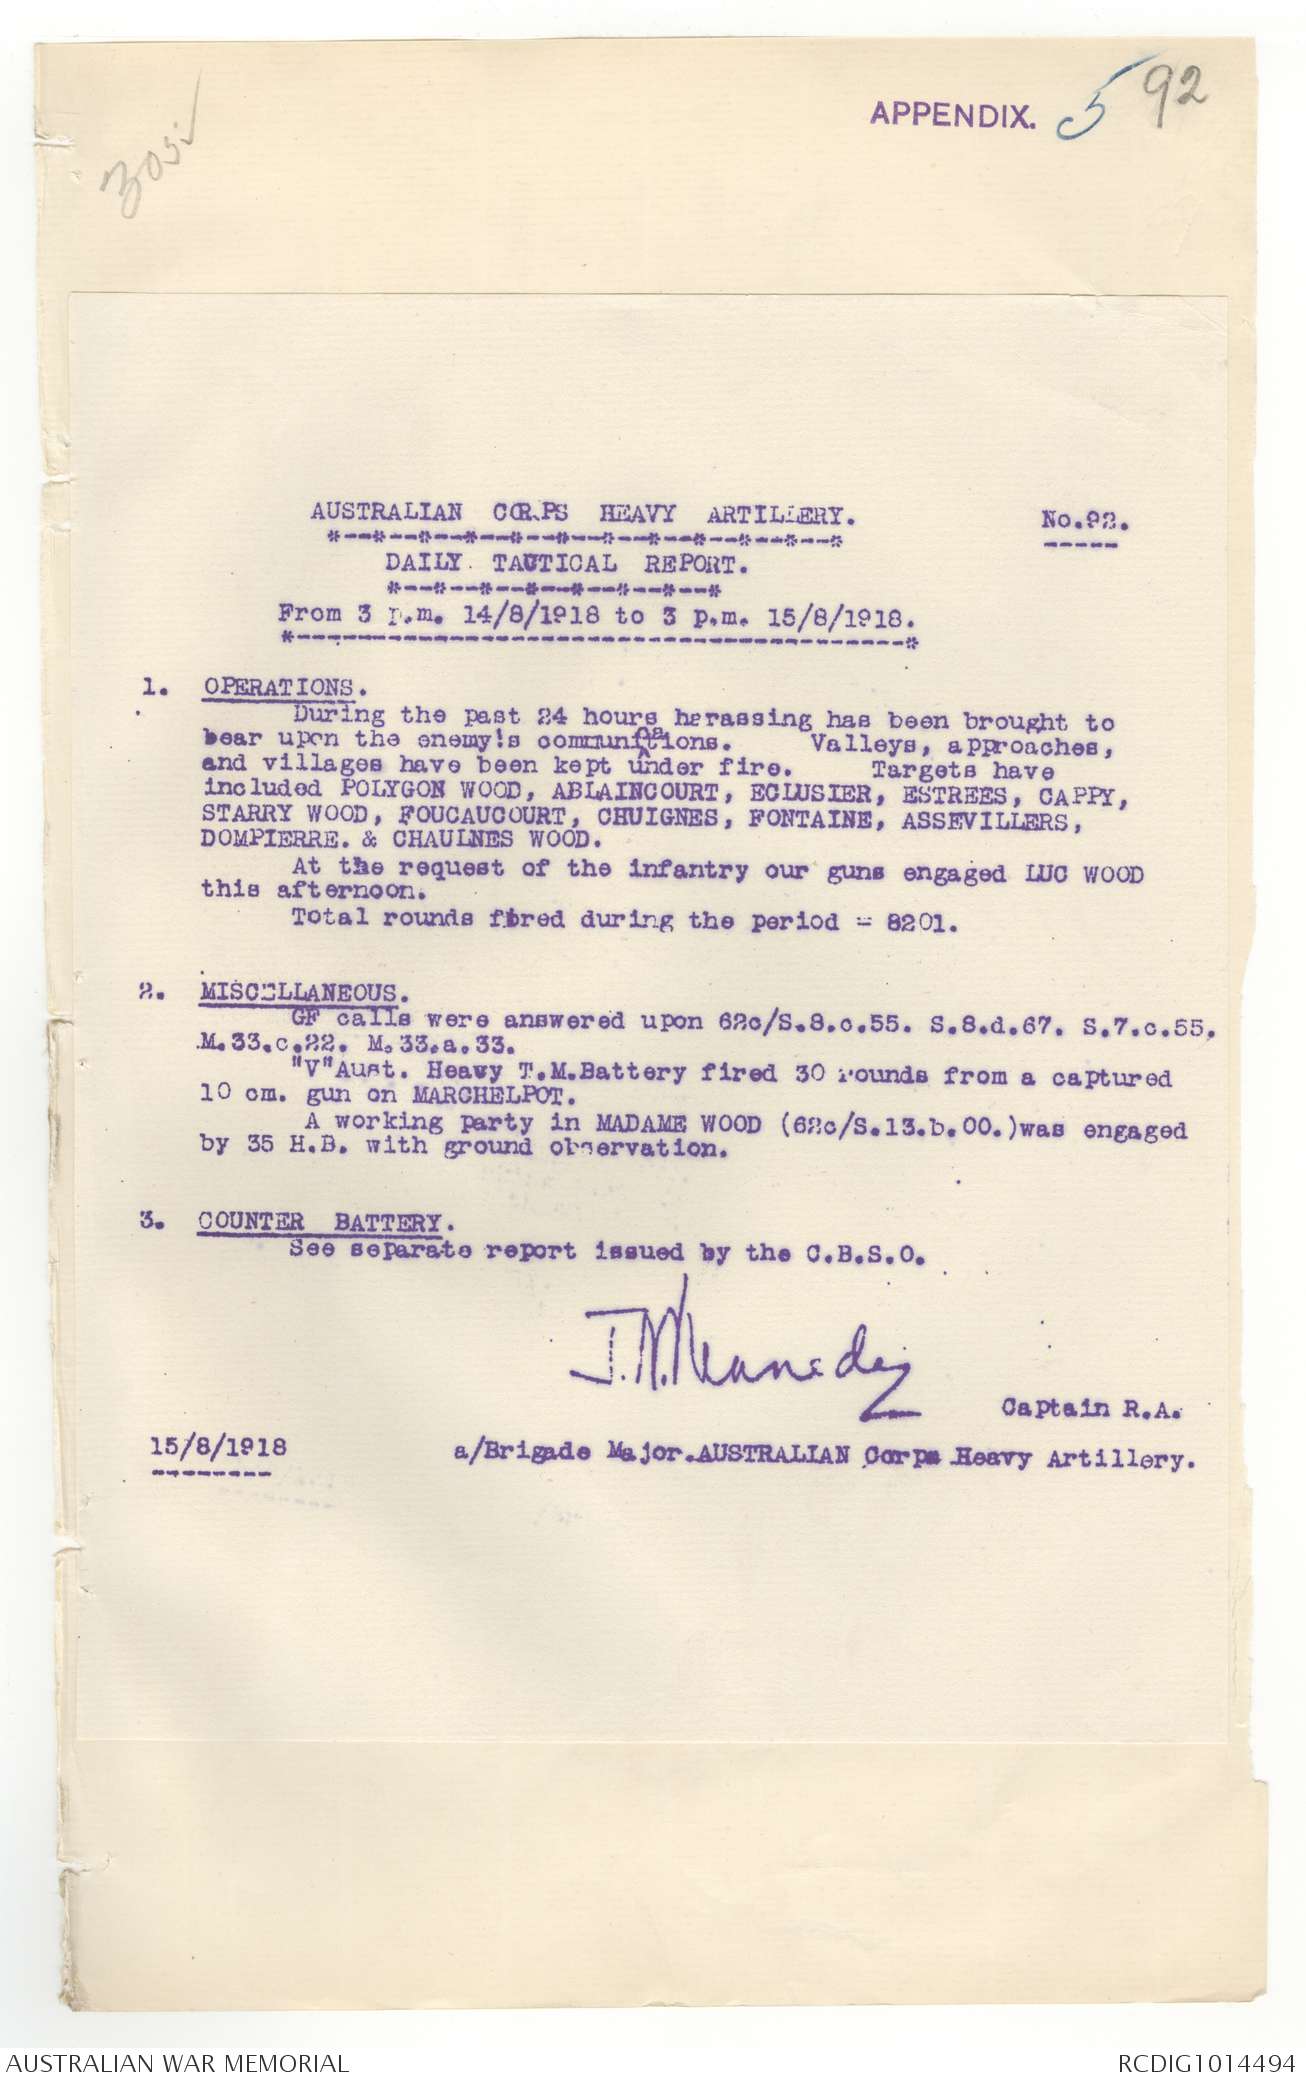 APPENDIX. 5 92
AUSTRALIAN CORPS HEAVY ARTILLERY. No.92.
*--*--*--*--*--*--*--*--*--*--*--*
DAILY TACTICAL REPORT.
*--*--*--*--*--*--*--*
From 3 p.m. 14/8/1918 to 3 p.m. 15/8/1918.
1. OPERATIONS.
During the past 24 hours harassing has been brought to
bear upon the enemy's communications. Valleys, approaches,
and villages have been kept under fire. Targets have
included POLYGON WOOD, ABLAINCOURT, ECLUSIER, ESTREES, CAPPY,
STARRY WOOD, FOUCAUCOURT, CHUIGNES, FONTAINE, ASSEVILLERS,
DOMPIERRE. & CHAULNES WOOD.
At the request of the infantry our guns engaged LUC WOOD
this afternoon.
Total rounds fired during the period = 8201.
2. MISCELLANEOUS.
GF calls were answered upon 62c/S.8.c.55. S.8.d.67. S.7.c.55.
M.33.c.22. M.33.a.33.
"V"Aust. Heavy T.M.Battery fired 30 rounds from a captured
10 cm. gun on MARCHELPOT.
A working party in MADAME WOOD (62c/S.13.b.00.)was engaged
by 35 H.B. with ground observation.
3. COUNTER BATTERY.
See separate report issued by the C.B.S.O.
J.N.Kennedy
Captain R.A.
15/8/1918 a/Brigade Major.AUSTRALIAN Corps Heavy Artillery.
AUSTRALIAN WAR MEMORIAL RCDIG1014494